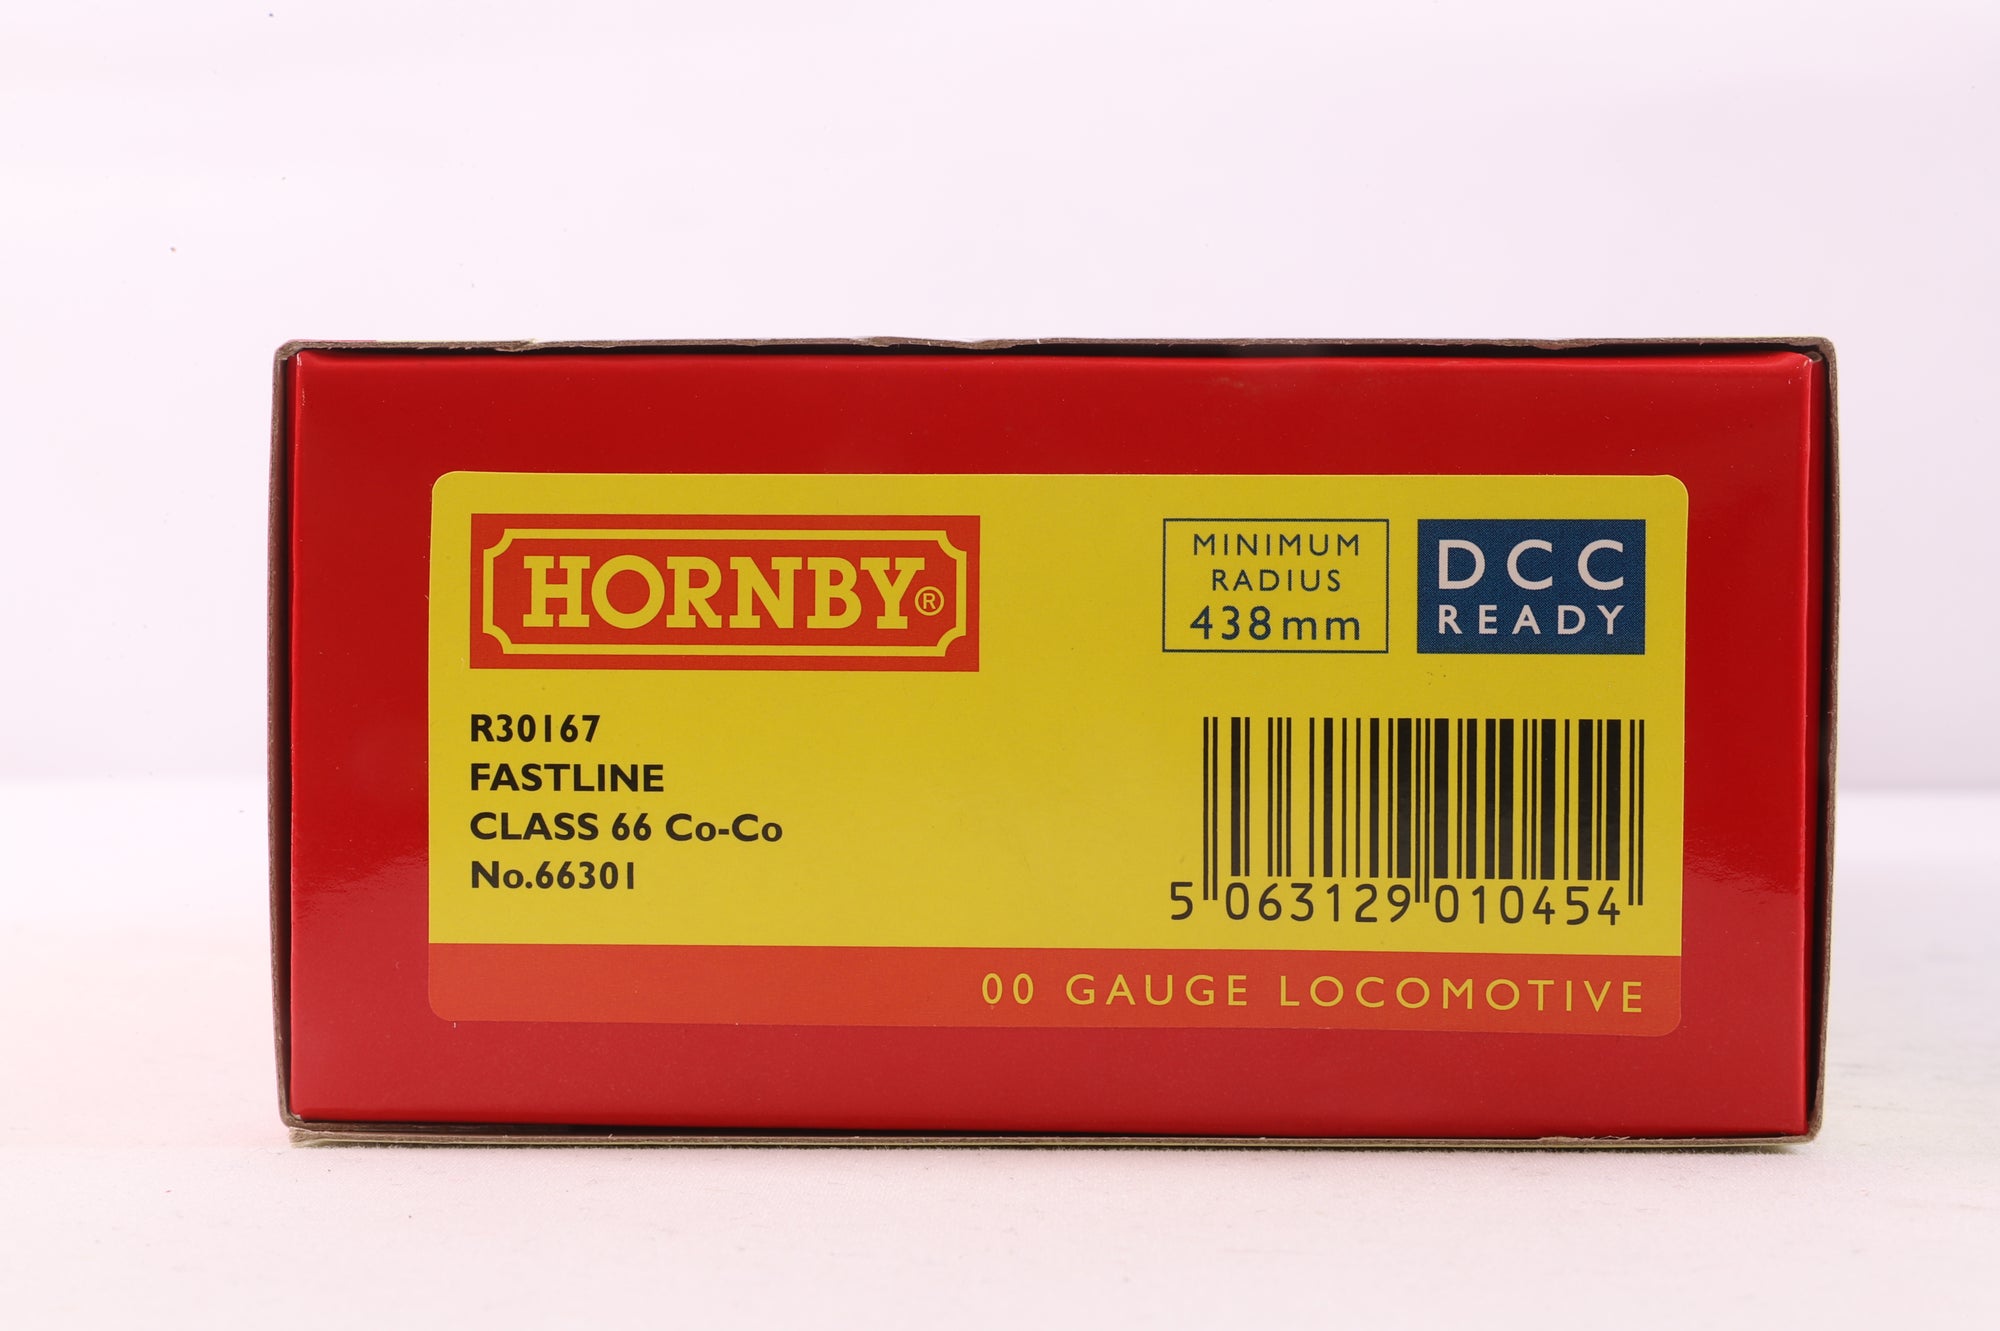 HORNBY®
MINIMUM
RADIUS
438mm
DCC
READY
R30167
FASTLINE
CLASS 66 Co-Co
No.66301
5 063129 010454
00 GAUGE LOCOMOTIVE